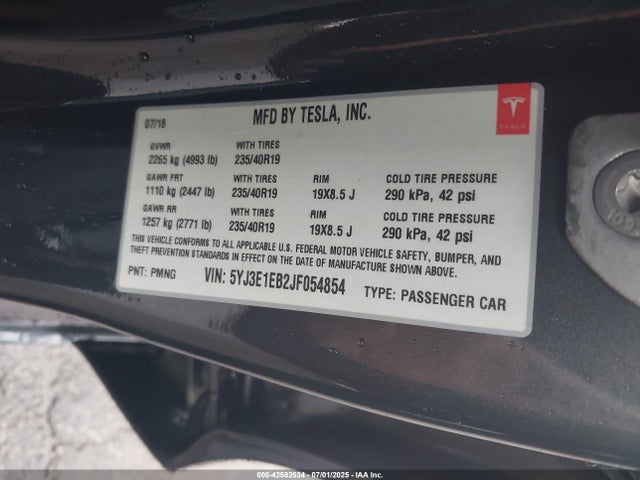 07/18 MFD BY TESLA, INC.
TESLA
GVWR WITH TIRES
2265 kg (4993 lb) 235/40R19
GAWR FRT WITH TIRES RIM COLD TIRE PRESSURE
1110 kg (2447 lb) 235/40R19 19X8.5 J 290 kPa, 42 psi
GAWR RR WITH TIRES RIM COLD TIRE PRESSURE
1257 kg (2771 lb) 235/40R19 19X8.5 J 290 kPa, 42 psi
THIS VEHICLE CONFORMS TO ALL APPLICABLE U.S. FEDERAL MOTOR VEHICLE SAFETY, BUMPER, AND
THEFT PREVENTION STANDARDS IN EFFECT ON THE DATE OF MANUFACTURE SHOWN ABOVE.
PNT: PMNG VIN: 5YJ3E1EB2JF054854 TYPE: PASSENGER CAR
000-42582534 - 07/01/2025 - IAA Inc.